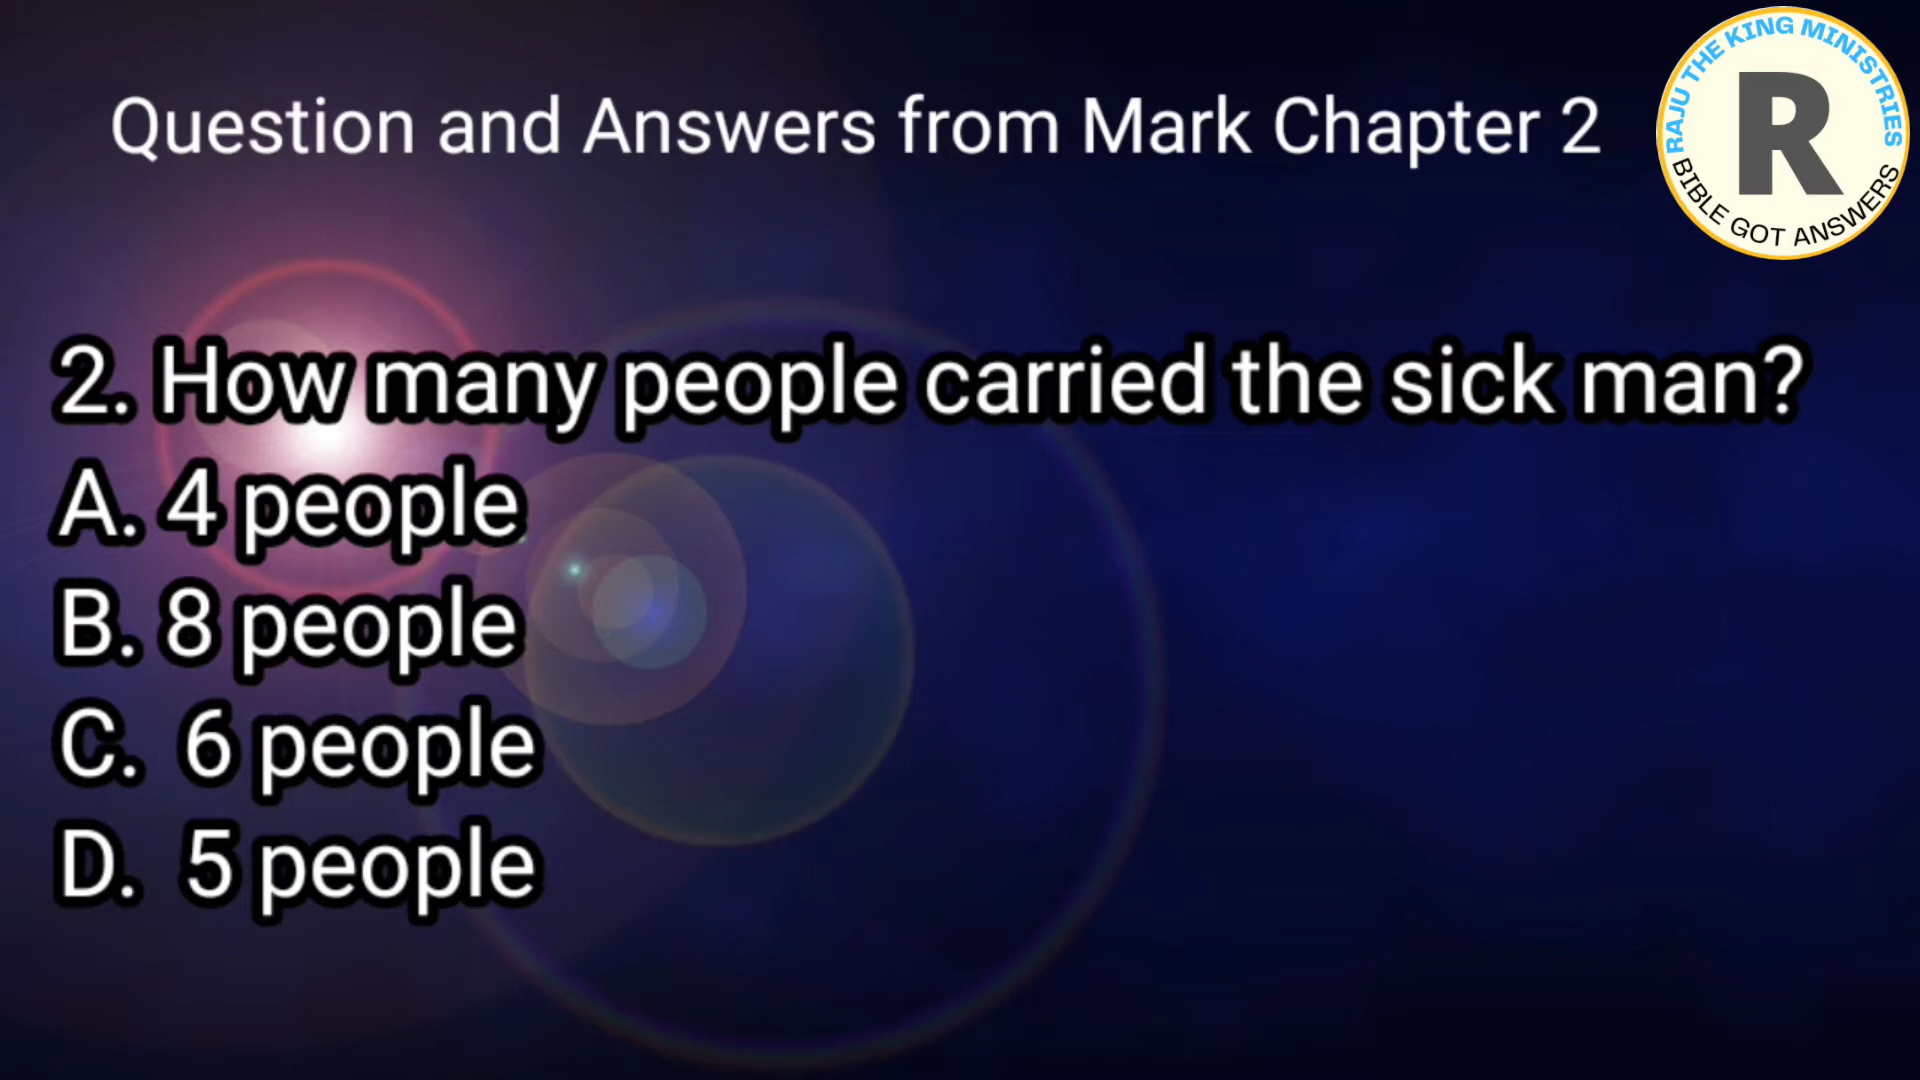 Question and Answers from Mark Chapter 2
RAJU THE KING MINISTRIES
R
BIBLE GOT ANSWERS
2. How many people carried the sick man?
A. 4 people
B. 8 people
C. 6 people
D. 5 people